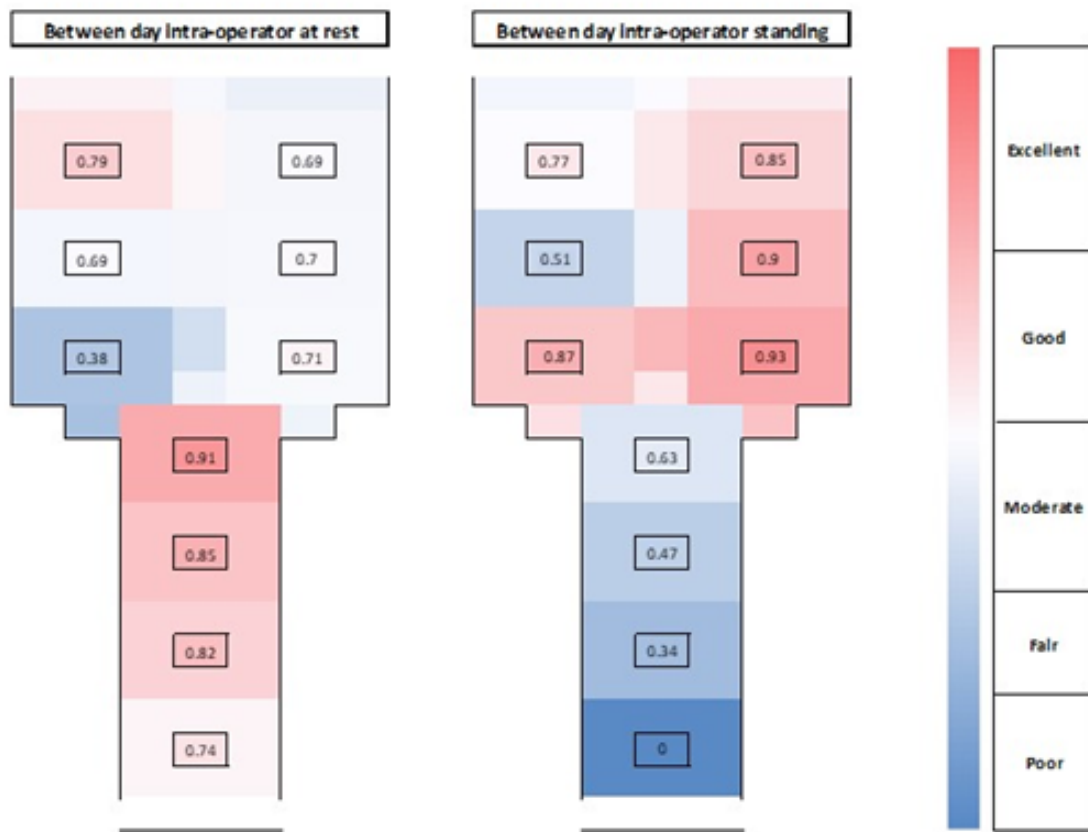 Between day intra-operator at rest
Between day intra-operator standing
0.79
0.69
0.77
0.85
Excellent
0.69
0.7
0.51
0.9
0.38
0.71
0.87
0.93
Good
0.91
0.63
Moderate
0.85
0.47
0.82
0.34
Fair
0.74
0
Poor